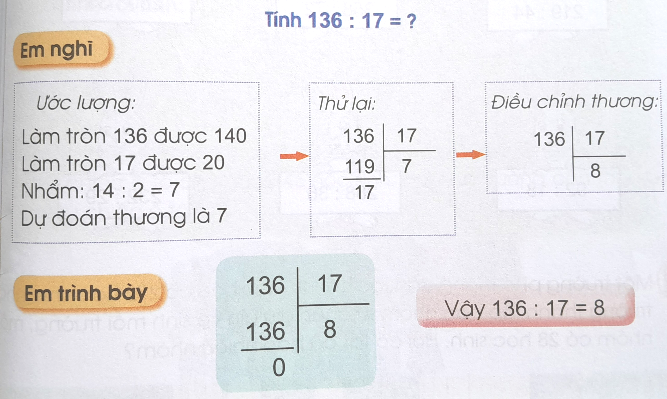 Tính 136 : 17 = ?
Em nghĩ
Ước lượng:
Làm tròn 136 được 140
Làm tròn 17 được 20
Nhẩm: 14 : 2 = 7
Dự đoán thương là 7
Thử lại:
136 17
119 7
17
Điều chỉnh thương:
136 17
8
Em trình bày
136 17
136 8
0
Vậy 136 : 17 = 8